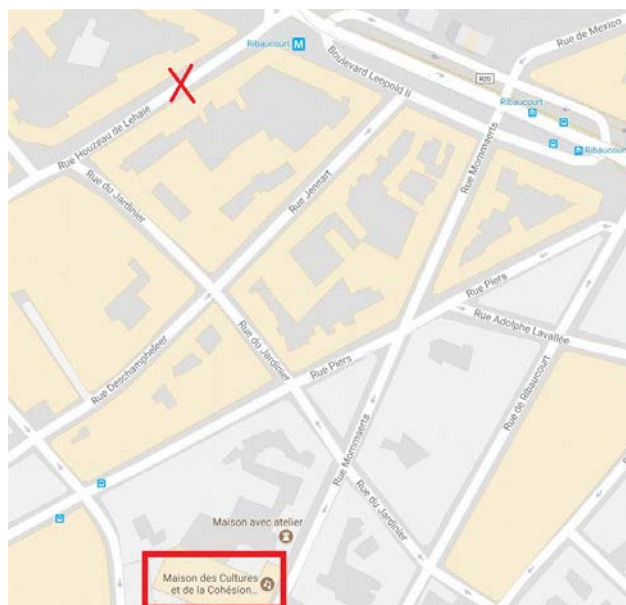 Ribaucourt M
Rue de Mexico
Boulevard Leopold II
R20
Ribaucourt
Ribaucourt
Rue Houzeau de Lehaie
Rue du Jardinier
Rue Jennart
Rue Mommaerts
Rue Piers
Rue Adolphe Lavallée
Rue du Jardinier
Rue Deschampheleer
Rue Piers
Rue de Ribaucourt
Rue Mommaerts
Rue du Jardinier
Maison avec atelier
Maison des Cultures
et de la Cohésion...